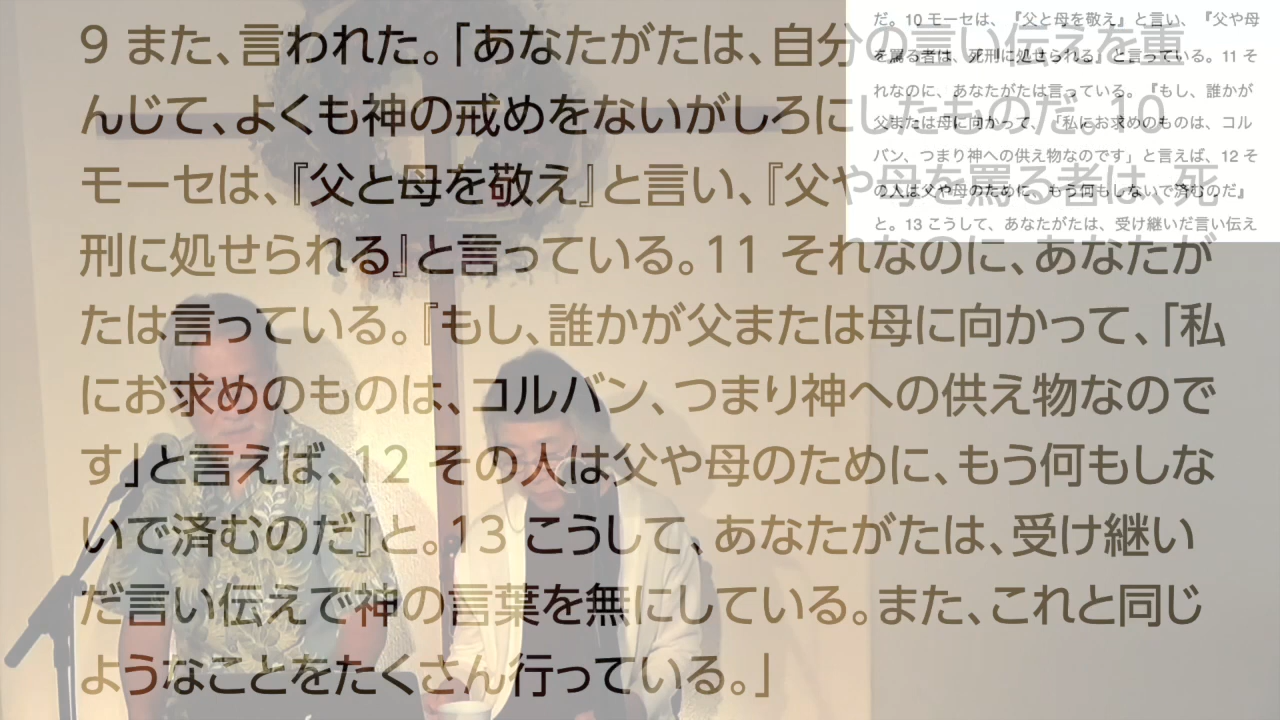 9 また、言われた。「あなたがたは、自分の言い伝えを重
んじて、よくも神の戒めをないがしろにしたものだ。10
モーセは、『父と母を敬え』と言い、『父や母を罵る者は、死
刑に処せられる』と言っている。11 それなのに、あなたが
たは言っている。『もし、誰かが父または母に向かって、「私
にお求めのものは、コルバン、つまり神への供え物なので
す」と言えば、12 その人は父や母のために、もう何もしな
いで済むのだ』と。13 こうして、あなたがたは、受け継い
だ言い伝えで神の言葉を無にしている。また、これと同じ
ようなことをたくさん行っている。」
だ。10 モーセは、『父と母を敬え』と言い、『父や母
を罵る者は、死刑に処せられる』と言っている。11 そ
れなのに、あなたがたは言っている。『もし、誰かが
父または母に向かって、「私にお求めのものは、コル
バン、つまり神への供え物なのです」と言えば、12 そ
の人は父や母のために、もう何もしないで済むのだ』
と。13 こうして、あなたがたは、受け継いだ言い伝え